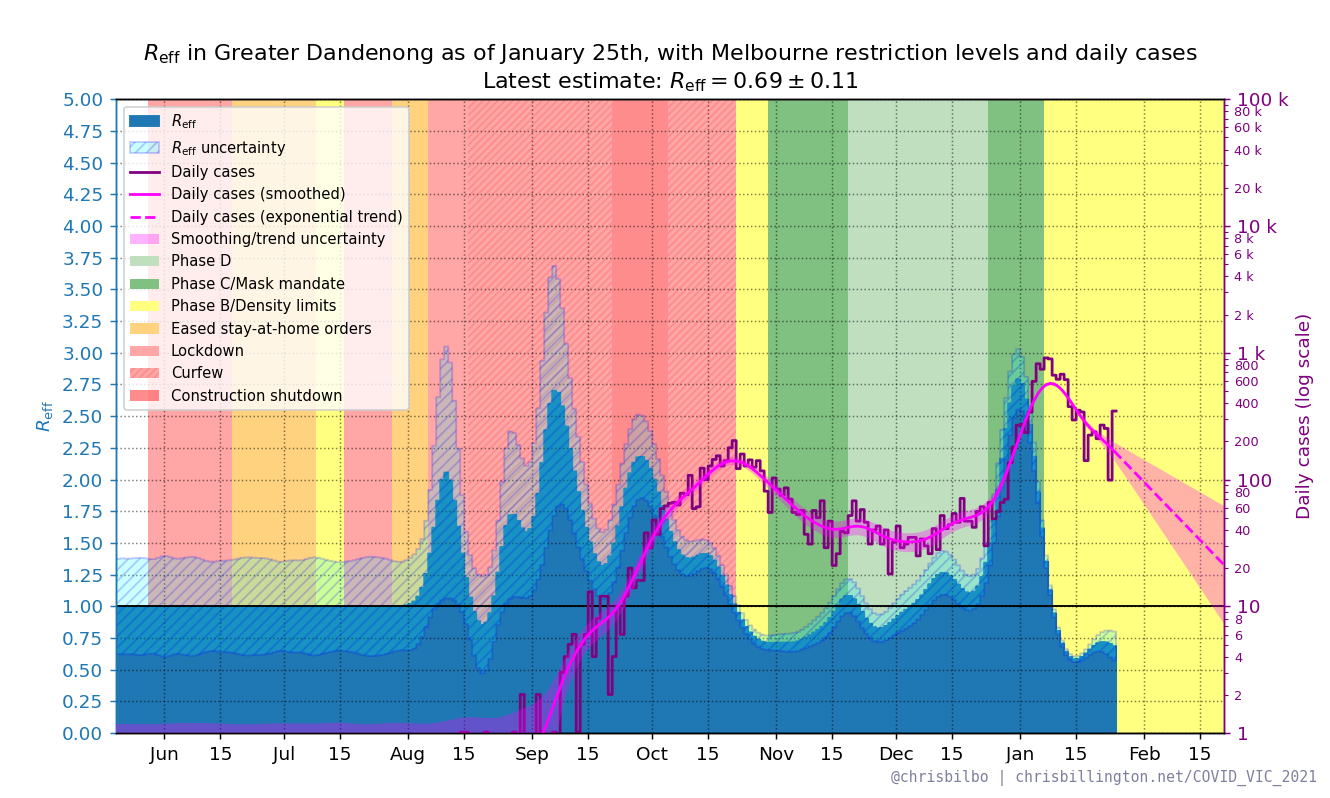 Reff in Greater Dandenong as of January 25th, with Melbourne restriction levels and daily cases
Latest estimate: Reff = 0.69 ± 0.11
Reff
Reff uncertainty
Daily cases
Daily cases (smoothed)
Daily cases (exponential trend)
Smoothing/trend uncertainty
Phase D
Phase C/Mask mandate
Phase B/Density limits
Eased stay-at-home orders
Lockdown
Curfew
Construction shutdown
Reff
5.00
4.75
4.50
4.25
4.00
3.75
3.50
3.25
3.00
2.75
2.50
2.25
2.00
1.75
1.50
1.25
1.00
0.75
0.50
0.25
0.00
100 k
80 k
60 k
40 k
20 k
10 k
8 k
6 k
4 k
2 k
1 k
800
600
400
200
100
80
60
40
20
10
8
6
4
2
1
Daily cases (log scale)
Jun 15 Jul 15 Aug 15 Sep 15 Oct 15 Nov 15 Dec 15 Jan 15 Feb 15
@chrisbilbo | chrisbillington.net/COVID_VIC_2021